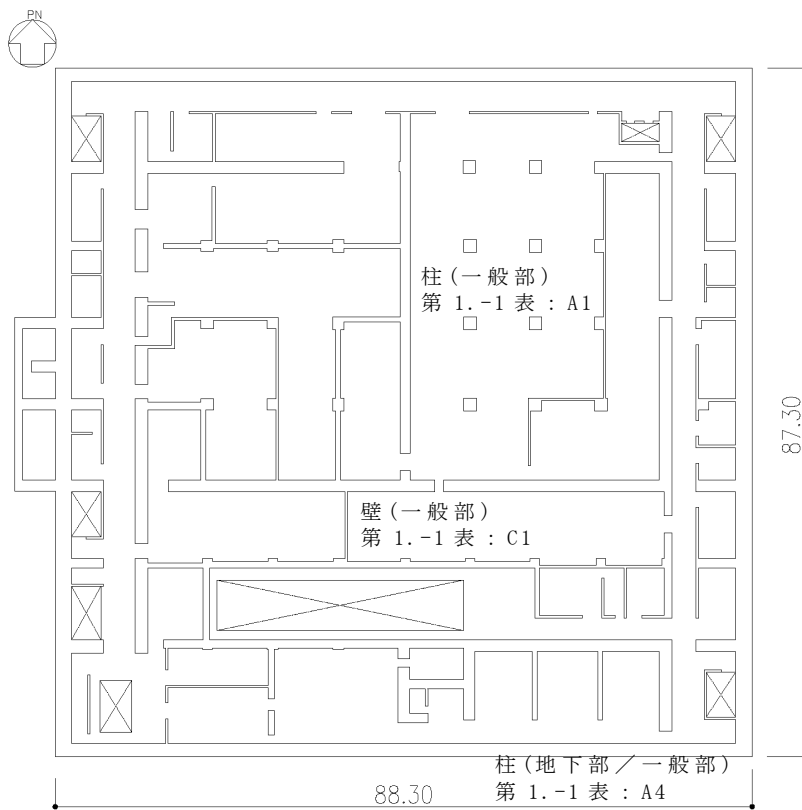 PN
柱(一般部)
第 1.-1 表 : A1
87.30
壁(一般部)
第 1.-1 表 : C1
柱(地下部/一般部)
第 1.-1 表 : A4
88.30